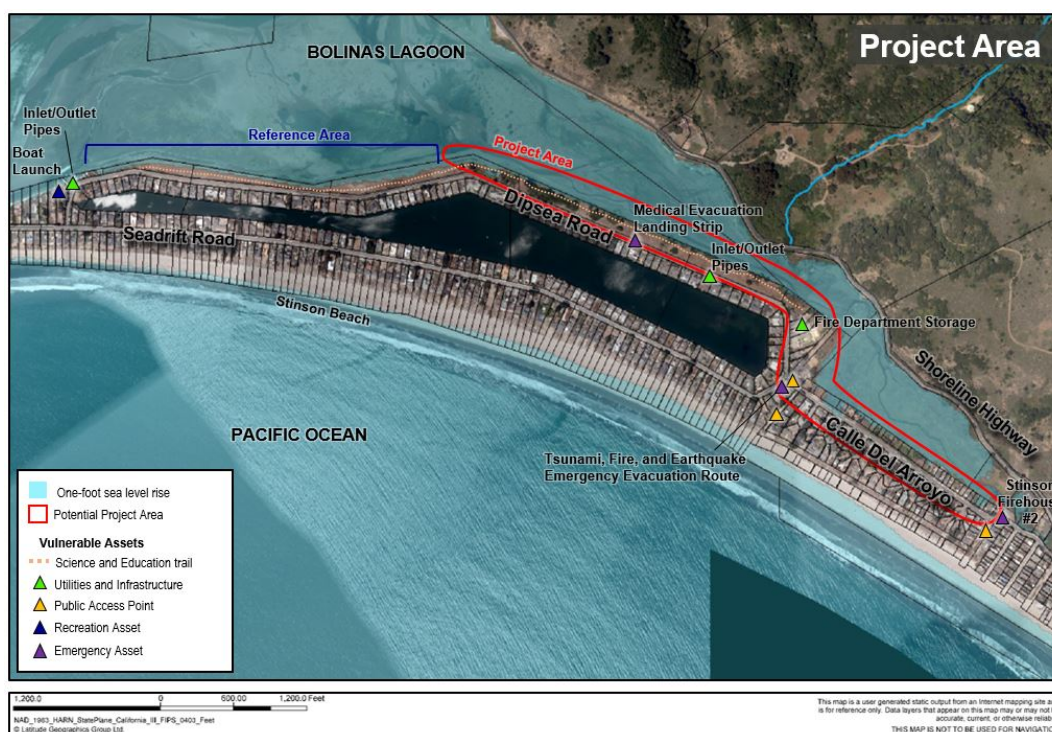 Project Area
BOLINAS LAGOON
Inlet/Outlet
Pipes
Boat
Launch
Reference Area
Project Area
Dipsea Road
Medical Evacuation
Landing Strip
Inlet/Outlet
Pipes
Seadrift Road
Stinson Beach
Fire Department Storage
Shoreline Highway
PACIFIC OCEAN
Calle Del Arroyo
Tsunami, Fire, and Earthquake
Emergency Evacuation Route
Stinson
Firehous
#2
One-foot sea level rise
Potential Project Area
Vulnerable Assets
Science and Education trail
Utilities and Infrastructure
Public Access Point
Recreation Asset
Emergency Asset
1,200.0 0 600.00 1,200.0 Feet
NAD_1983_HARN_StatePlane_California_III_FIPS_0403_Feet
© Latitude Geographics Group Ltd.
This map is a user generated static output from an Internet mapping site an
is for reference only. Data layers that appear on this map may or may not b
accurate, current, or otherwise reliabl
THIS MAP IS NOT TO BE USED FOR NAVIGATIO